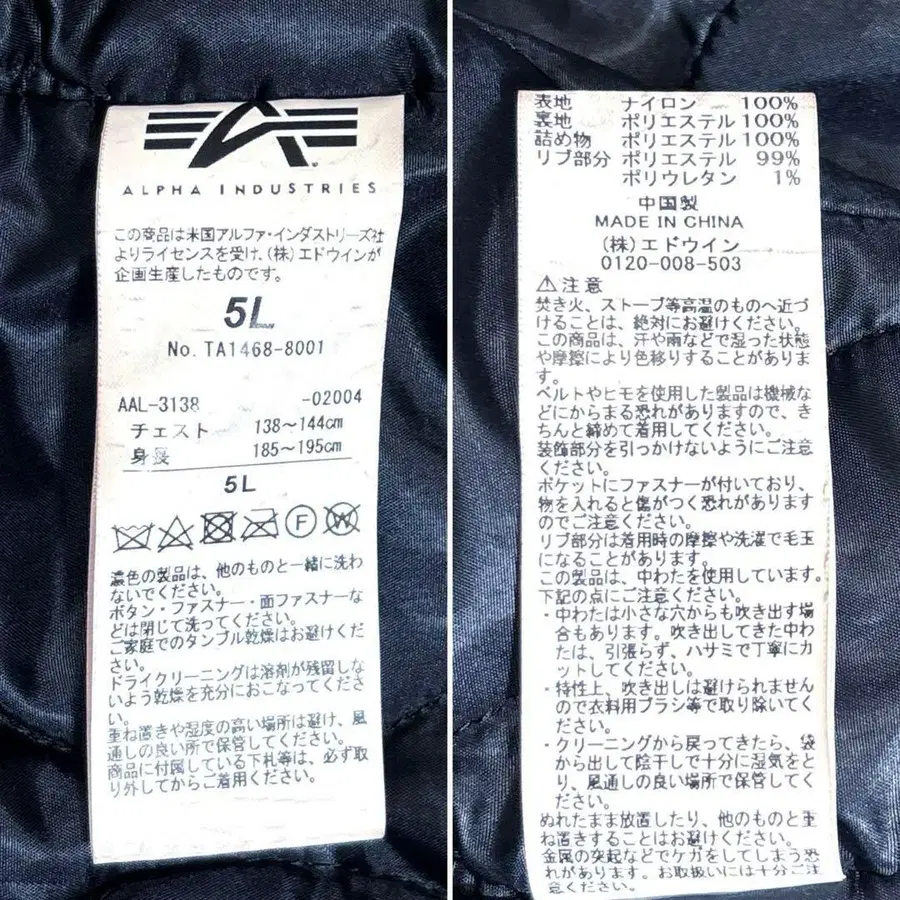 ALPHA INDUSTRIES
この商品は米国アルファ・インダストリーズ社
よりライセンスを受け、(株)エドウインが
企画生産したものです。
5L
No. TA1468-8001
AAL-3138 -02004
チェスト 138～144cm
身長 185～195cm
5L
F W
濃色の製品は、他のものと一緒に洗わ
ないでください。
ボタン・ファスナー・面ファスナーな
どは閉じて洗ってください。
ご家庭でのタンブル乾燥はお避けくだ
さい。
ドライクリーニングは溶剤が残留しな
いよう乾燥を充分におこなってくださ
い。
重ね置きや湿度の高い場所は避け、風
通しの良い所で保管してください。
商品に付属している下札等は、必ず取
り外してからご着用ください。
表地 ナイロン 100%
裏地 ポリエステル 100%
詰め物 ポリエステル 100%
リブ部分 ポリエステル 99%
ポリウレタン 1%
中国製
MADE IN CHINA
(株)エドウイン
0120-008-503
⚠注意
焚き火、ストーブ等高温のものへ近づ
けることは、絶対にお避けください。
この商品は、汗や雨などで湿った状態
や摩擦により色移りすることがありま
す。
ベルトやヒモを使用した製品は機械な
どにからまる恐れがありますので、き
ちんと締めて着用してください。
装飾部分を引っかけないようにご注意
ください。
ポケットにファスナーが付いており、
物を入れると傷がつく恐れがあります
のでご注意ください。
リブ部分は着用時の摩擦や洗濯で毛玉
になることがあります。
この製品は、中わたを使用しています。
下記の点にご注意ください。
・中わたは小さな穴からも吹き出す場
合もあります。吹き出してきた中わ
たは、引張らず、ハサミで丁寧にカ
ットしてください。
・特性上、吹き出しは避けられません
ので衣料用ブラシ等で取り除いてく
ださい。
・クリーニングから戻ってきたら、袋
から出して陰干しで十分に湿気をと
り、風通しの良い場所で保管してく
ださい。
ぬれたまま放置したり、他のものと重
ね置きすることはお避けください。
金属の突起などでケガをしてしまう恐
れがあります。お取扱いには十分ご注
意ください。